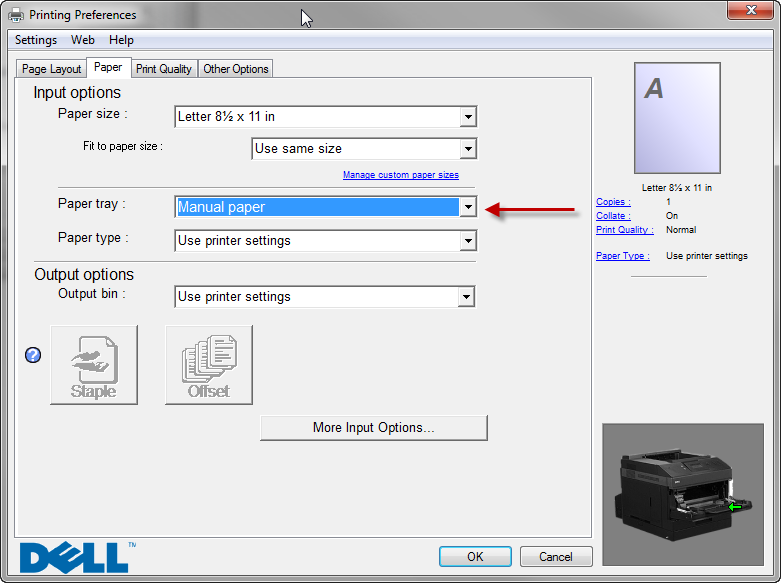 Printing Preferences
Settings Web Help
Page Layout Paper Print Quality Other Options
Input options
Paper size : Letter 8½ x 11 in
Fit to paper size : Use same size
Manage custom paper sizes
Paper tray : Manual paper
Paper type : Use printer settings
Output options
Output bin : Use printer settings
Staple Offset
More Input Options...
A
Letter 8½ x 11 in
Copies : 1
Collate : On
Print Quality : Normal
Paper Type : Use printer settings
DELL™
OK Cancel